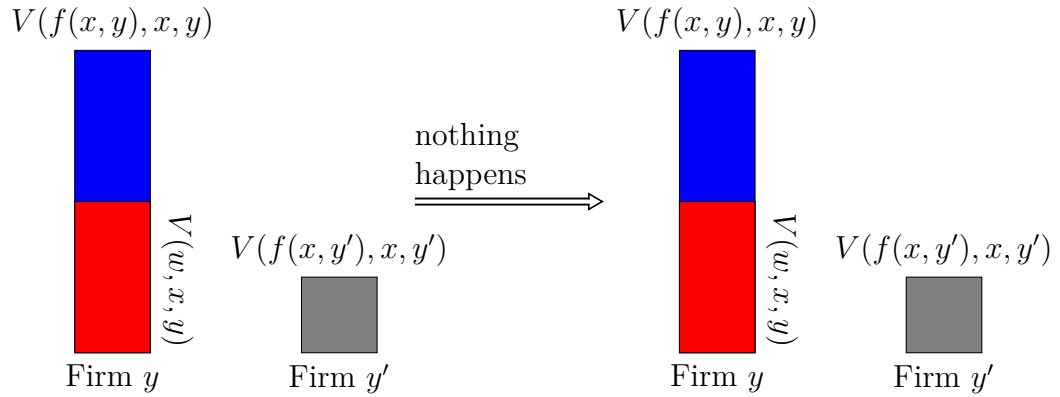 V(f(x, y), x, y)
V(w, x, y)
V(f(x, y′), x, y′)
Firm y
Firm y′
nothing
happens
V(f(x, y), x, y)
V(w, x, y)
V(f(x, y′), x, y′)
Firm y
Firm y′